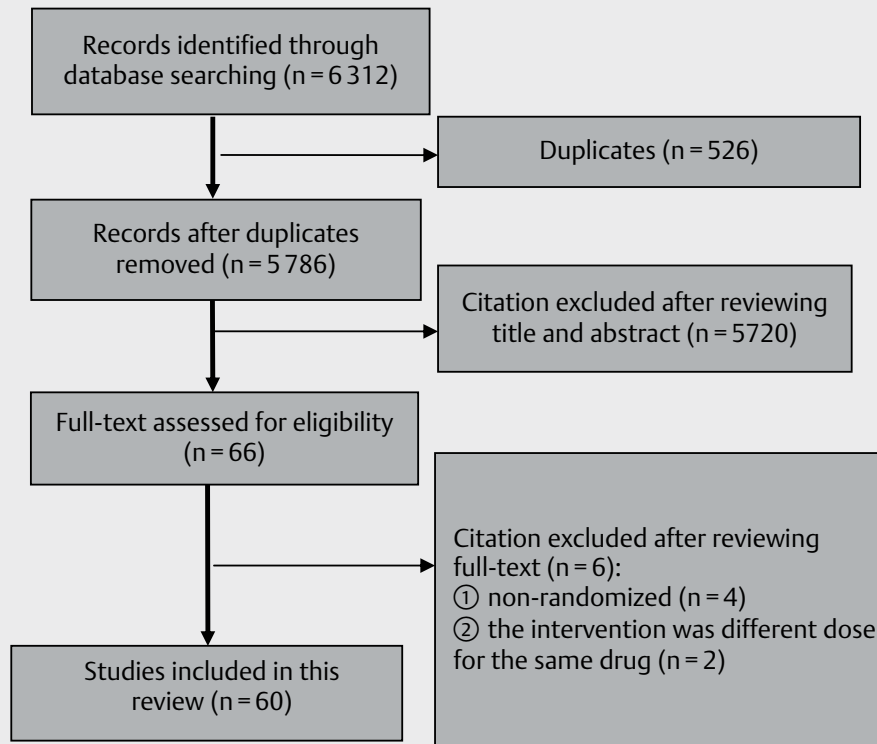 Records identified through
database searching (n = 6 312)
Duplicates (n = 526)
Records after duplicates
removed (n = 5 786)
Citation excluded after reviewing
title and abstract (n = 5720)
Full-text assessed for eligibility
(n = 66)
Citation excluded after reviewing
full-text (n = 6):
① non-randomized (n = 4)
② the intervention was different dose
for the same drug (n = 2)
Studies included in this
review (n = 60)